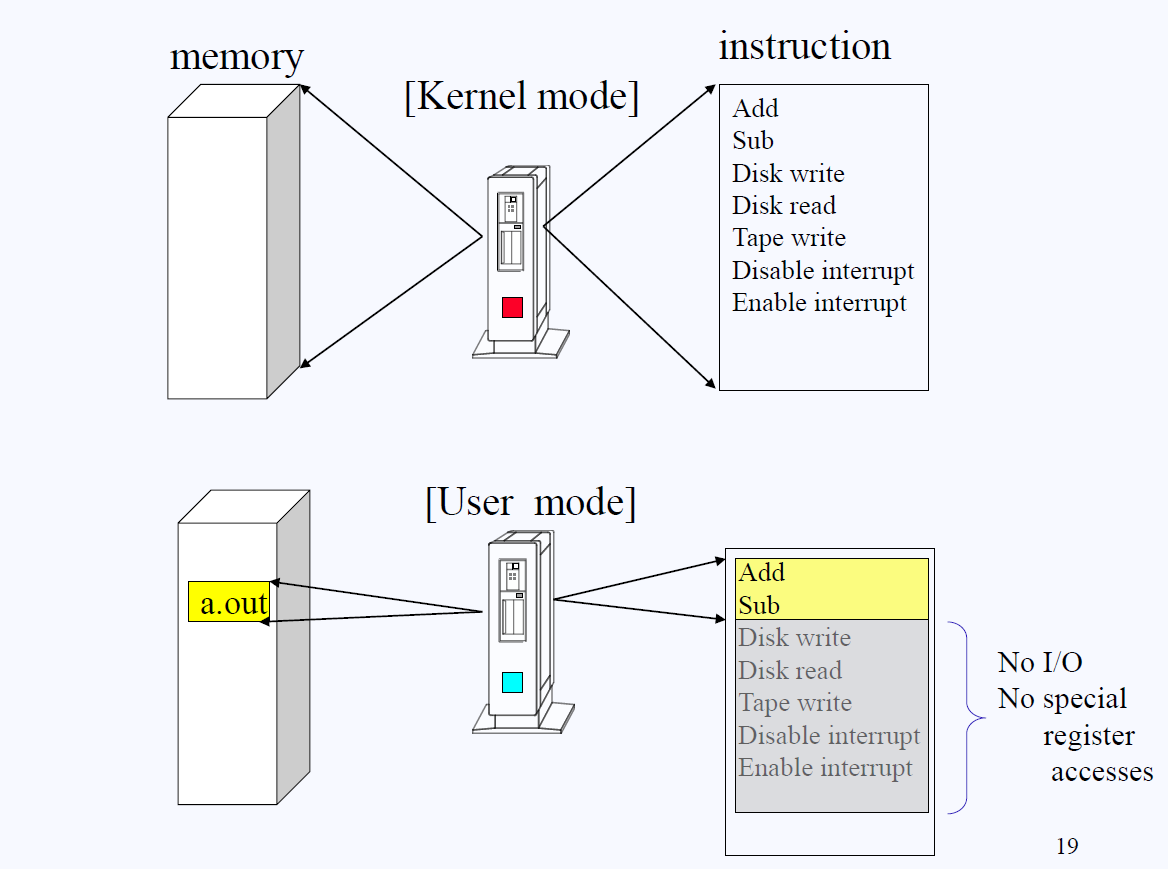 memory
[Kernel mode]
instruction
Add
Sub
Disk write
Disk read
Tape write
Disable interrupt
Enable interrupt
[User mode]
a.out
Add
Sub
Disk write
Disk read
Tape write
Disable interrupt
Enable interrupt
No I/O
No special
register
accesses
19